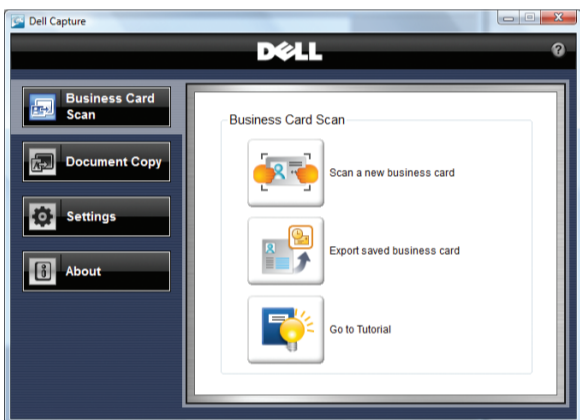 Dell Capture
DELL
?
Business Card
Scan
Document Copy
Settings
About
Business Card Scan
Scan a new business card
Export saved business card
Go to Tutorial